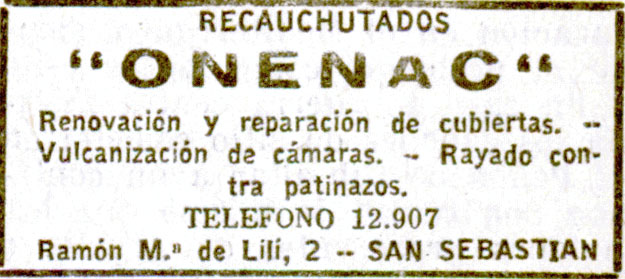 RECAUCHUTADOS
"ONENAC"
Renovación y reparación de cubiertas. --
Vulcanización de cámaras. -- Rayado con-
tra patinazos.
TELEFONO 12.907
Ramón M.ª de Lilí, 2 -- SAN SEBASTIAN